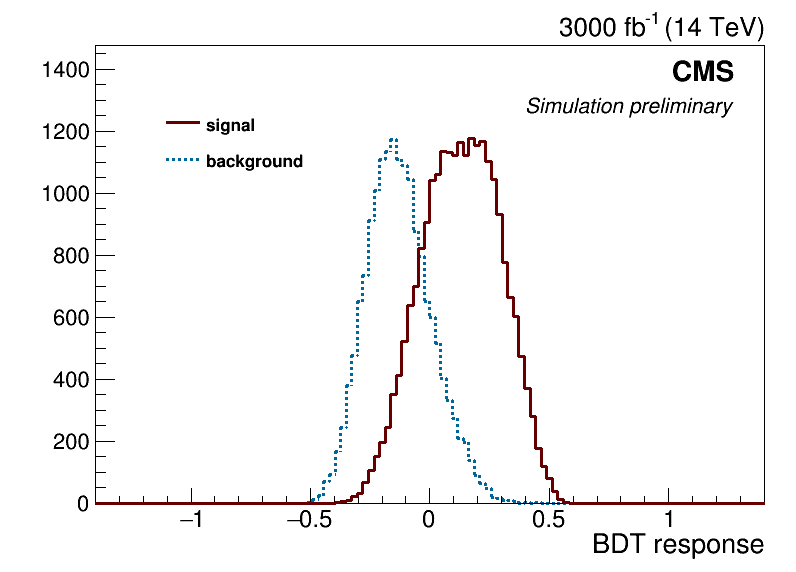 3000 fb-1 (14 TeV)
1400
CMS
Simulation preliminary
1200
signal
background
1000
800
600
400
200
0
−1 −0.5 0 0.5 1
BDT response